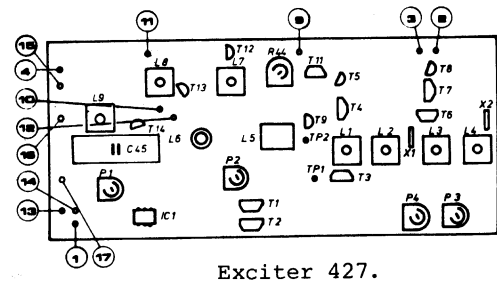 11
9
3
2
15
4
10
12
16
14
13
1
17
L8
T12
L7
R44
T11
T5
T8
T7
T13
L9
T14
L6
L5
T9
TP2
T4
T6
X2
L1
L2
X1
L3
L4
C45
P1
P2
TP1
T3
IC1
T1
T2
P4
P3
Exciter 427.